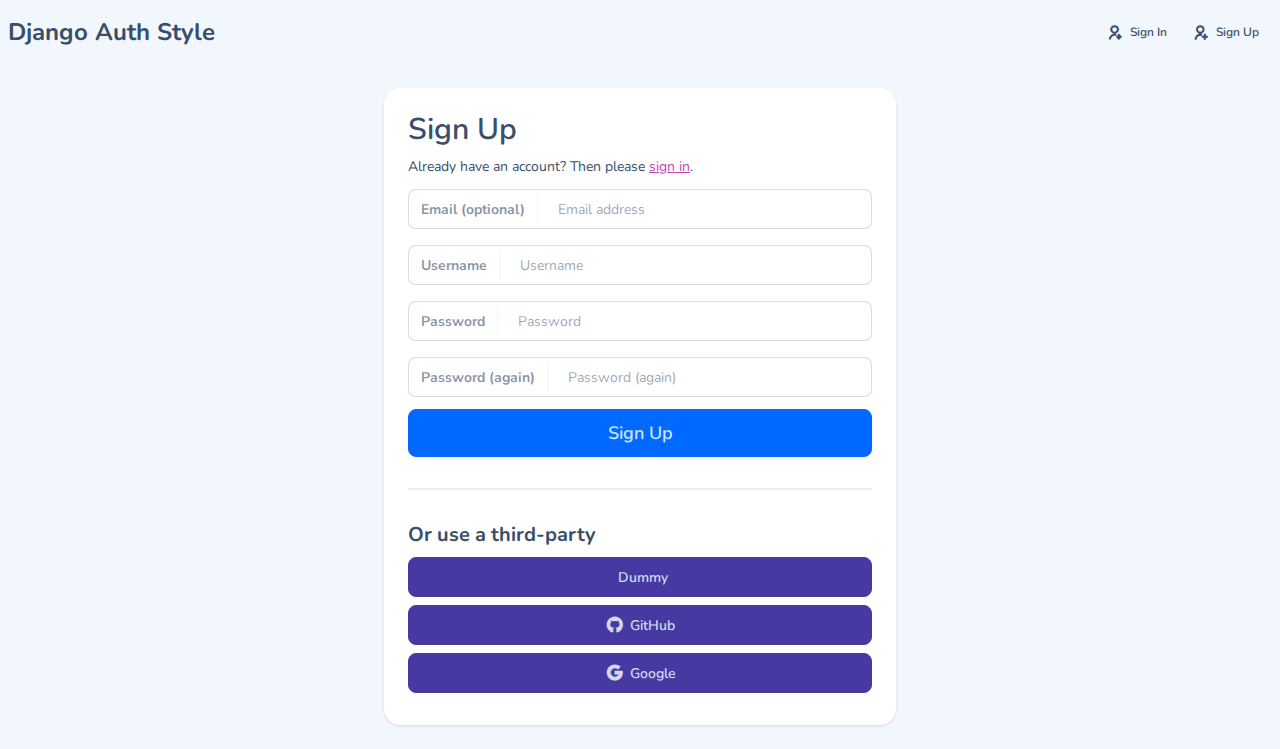 Django Auth Style
Sign In
Sign Up
Sign Up
Already have an account? Then please sign in.
Email (optional) Email address
Username Username
Password Password
Password (again) Password (again)
Sign Up
Or use a third-party
Dummy
GitHub
Google